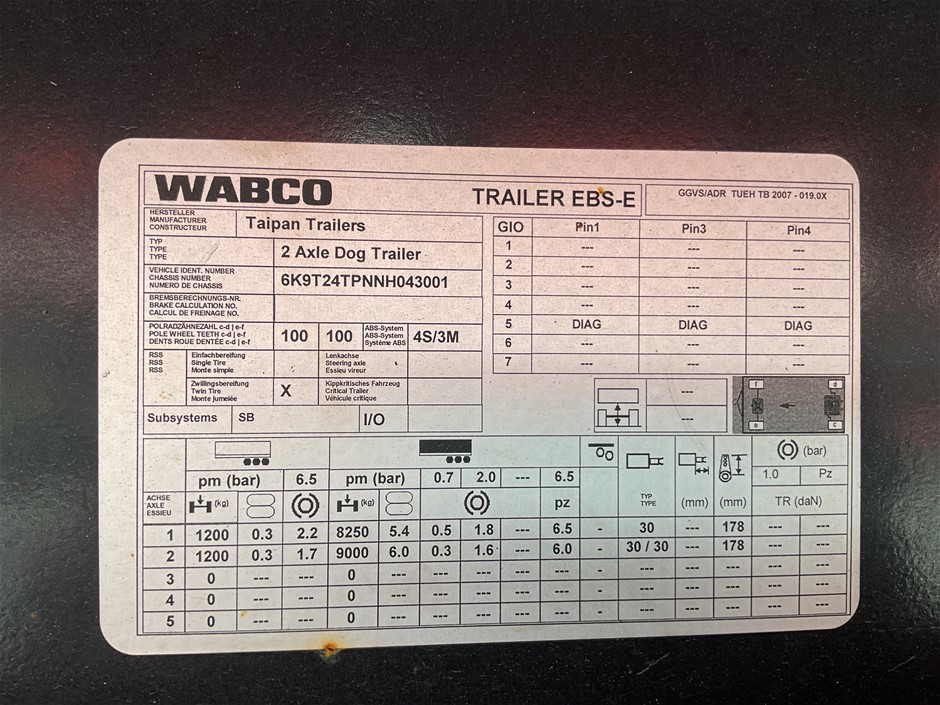 WABCO
TRAILER EBS-E
GGVS/ADR TUEH TB 2007 - 019.0X
HERSTELLER
MANUFACTURER
CONSTRUCTEUR
Taipan Trailers
TYP
TYPE
TYPE
2 Axle Dog Trailer
VEHICLE IDENT. NUMBER
CHASSIS NUMBER
NUMERO DE CHASSIS
6K9T24TPNNH043001
BREMSBERECHNUNGS-NR.
BRAKE CALCULATION NO.
CALCUL DE FREINAGE NO.
POLRADZÄHNEZAHL c-d | e-f
POLE WHEEL TEETH c-d | e-f
DENTS ROUE DENTÉE c-d | e-f
100 100
ABS-System
ABS-System
Système ABS
4S/3M
RSS
RSS
RSS
Einfachbereifung
Single Tire
Monte simple
Lenkachse
Steering axle
Essieu vireur
Zwillingsbereifung
Twin Tire
Monte jumelée
X
Kippkritisches Fahrzeug
Critical Trailer
Véhicule critique
Subsystems SB I/O
GIO Pin1 Pin3 Pin4
1 --- --- ---
2 --- --- ---
3 --- --- ---
4 --- --- ---
5 DIAG DIAG DIAG
6 --- --- ---
7 --- --- ---
---
---
f d
e c
(bar)
pm (bar) 6.5 pm (bar) 0.7 2.0 --- 6.5 1.0 Pz
ACHSE
AXLE
ESSIEU
(kg) (kg) pz
TYP
TYPE
(mm) (mm) TR (daN)
1 1200 0.3 2.2 8250 5.4 0.5 1.8 --- 6.5 - 30 --- 178 --- ---
2 1200 0.3 1.7 9000 6.0 0.3 1.6 --- 6.0 - 30 / 30 --- 178 --- ---
3 0 --- --- 0 --- --- --- --- --- - --- --- --- --- ---
4 0 --- --- 0 --- --- --- --- --- - --- --- --- --- ---
5 0 --- --- 0 --- --- --- --- --- - --- --- --- --- ---